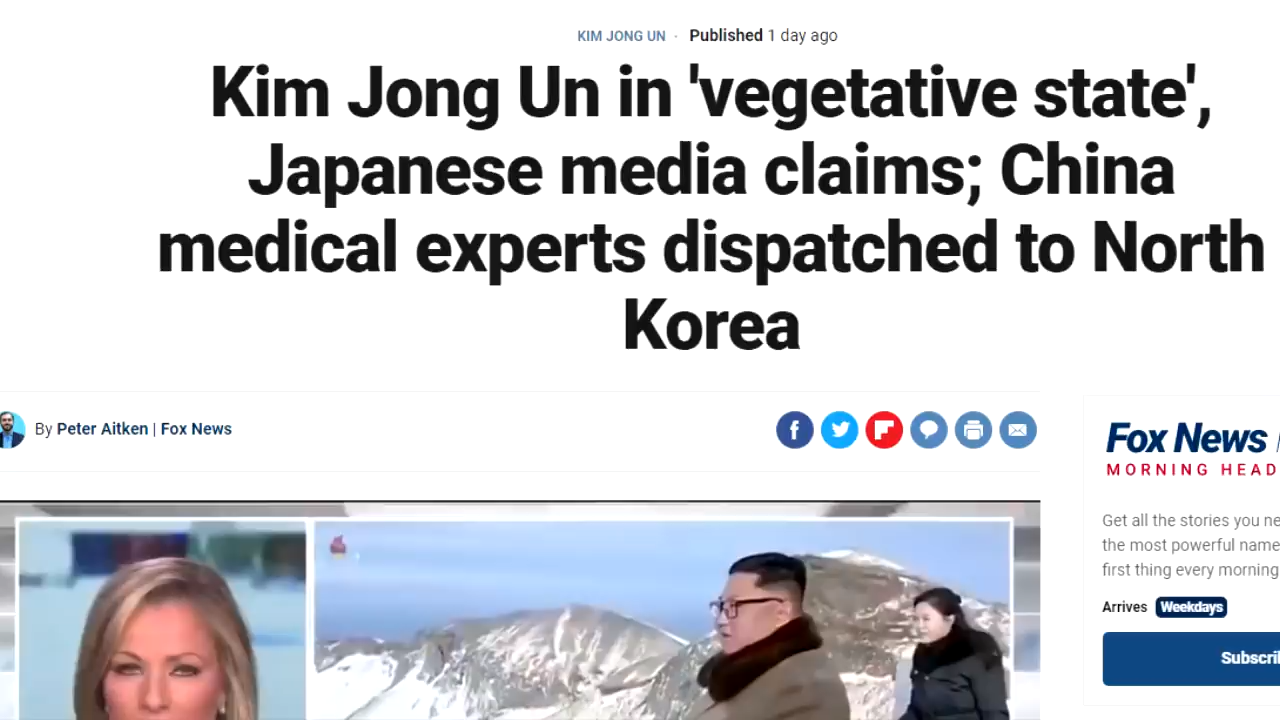 KIM JONG UN · Published 1 day ago
Kim Jong Un in 'vegetative state',
Japanese media claims; China
medical experts dispatched to North
Korea
By Peter Aitken | Fox News
Fox News
MORNING HEAD
Get all the stories you ne
the most powerful name
first thing every morning
Arrives Weekdays
Subscri